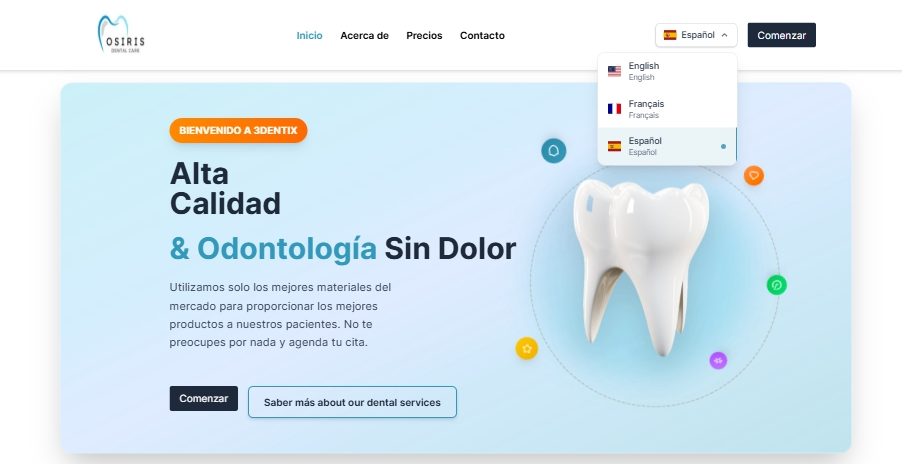 OSIRIS
DENTAL CARE
Inicio
Acerca de
Precios
Contacto
Español
Comenzar
English
English
Français
Français
Español
Español
BIENVENIDO A 3DENTIX
Alta
Calidad
& Odontología Sin Dolor
Utilizamos solo los mejores materiales del
mercado para proporcionar los mejores
productos a nuestros pacientes. No te
preocupes por nada y agenda tu cita.
Comenzar
Saber más about our dental services